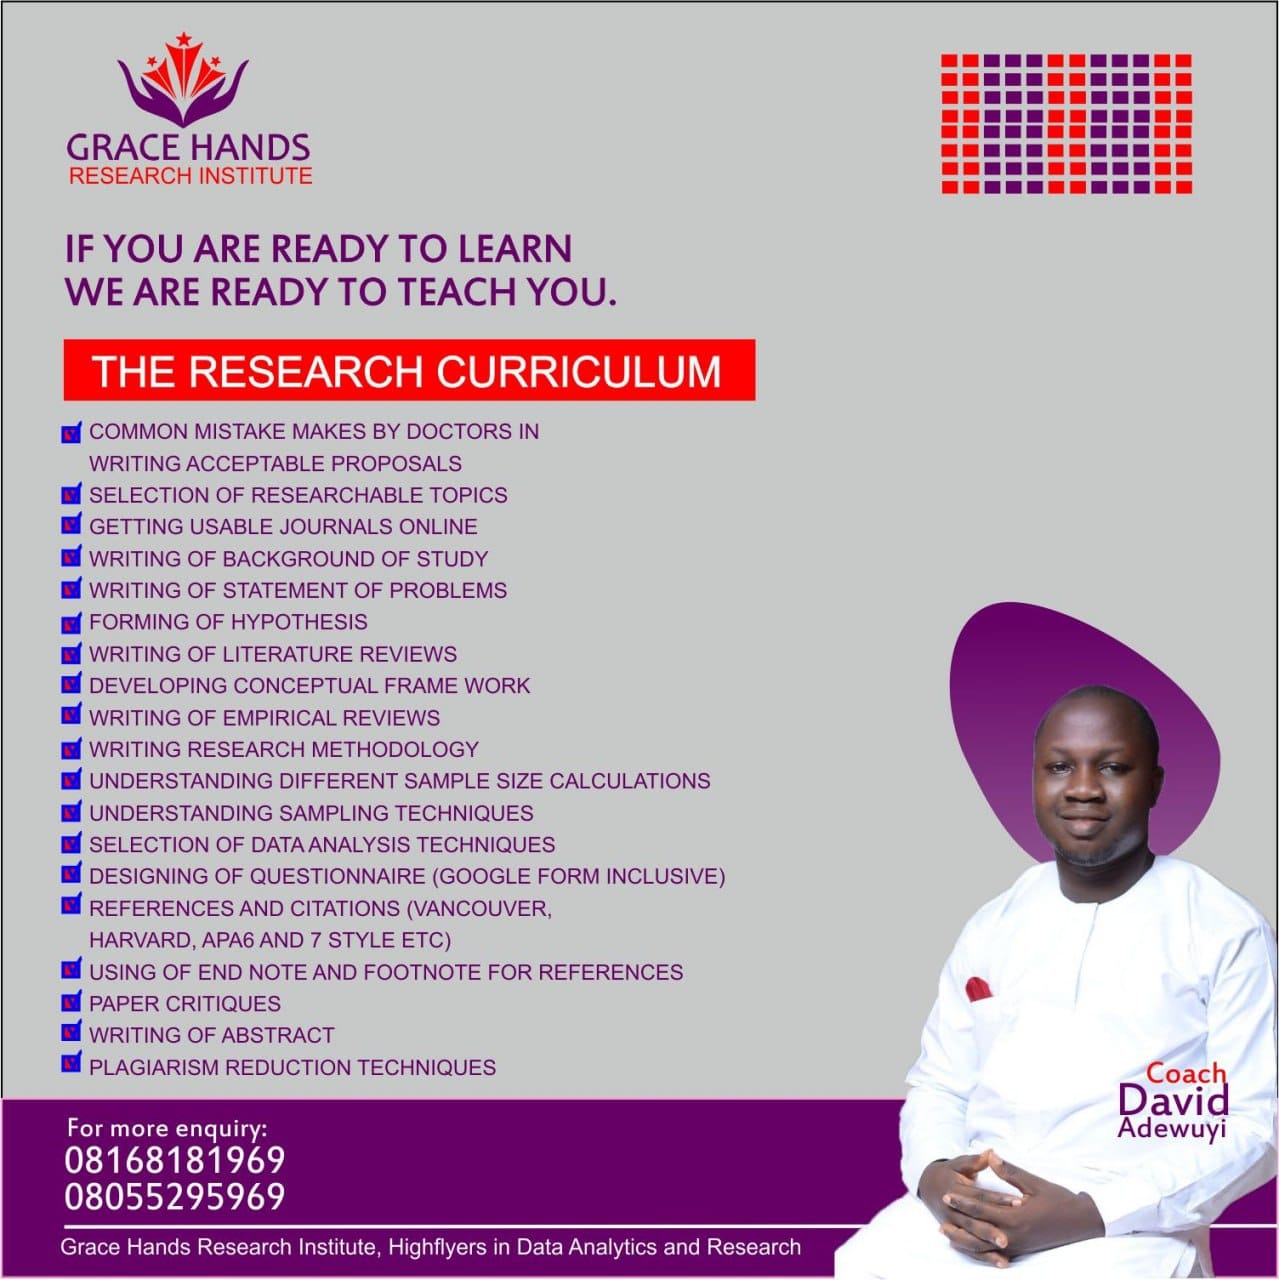 GRACE HANDS
RESEARCH INSTITUTE
IF YOU ARE READY TO LEARN
WE ARE READY TO TEACH YOU.
THE RESEARCH CURRICULUM
COMMON MISTAKE MAKES BY DOCTORS IN
WRITING ACCEPTABLE PROPOSALS
SELECTION OF RESEARCHABLE TOPICS
GETTING USABLE JOURNALS ONLINE
WRITING OF BACKGROUND OF STUDY
WRITING OF STATEMENT OF PROBLEMS
FORMING OF HYPOTHESIS
WRITING OF LITERATURE REVIEWS
DEVELOPING CONCEPTUAL FRAME WORK
WRITING OF EMPIRICAL REVIEWS
WRITING RESEARCH METHODOLOGY
UNDERSTANDING DIFFERENT SAMPLE SIZE CALCULATIONS
UNDERSTANDING SAMPLING TECHNIQUES
SELECTION OF DATA ANALYSIS TECHNIQUES
DESIGNING OF QUESTIONNAIRE (GOOGLE FORM INCLUSIVE)
REFERENCES AND CITATIONS (VANCOUVER,
HARVARD, APA6 AND 7 STYLE ETC)
USING OF END NOTE AND FOOTNOTE FOR REFERENCES
PAPER CRITIQUES
WRITING OF ABSTRACT
PLAGIARISM REDUCTION TECHNIQUES
Coach
David
Adewuyi
For more enquiry:
08168181969
08055295969
Grace Hands Research Institute, Highflyers in Data Analytics and Research